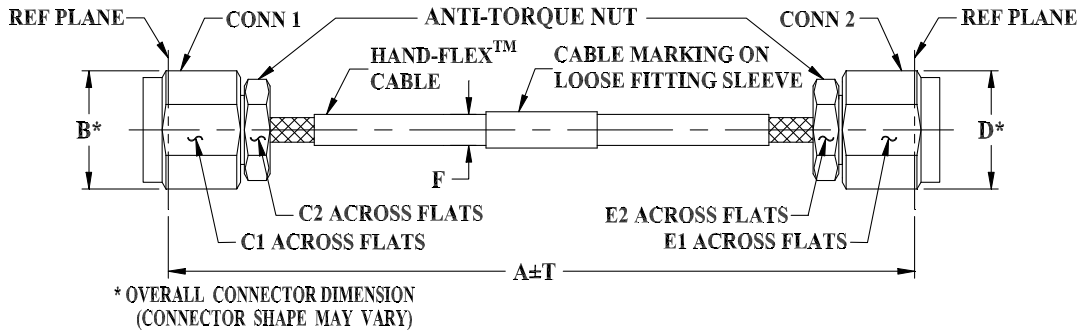 REF PLANE
CONN 1
ANTI-TORQUE NUT
CONN 2
REF PLANE
HAND-FLEX™
CABLE
CABLE MARKING ON
LOOSE FITTING SLEEVE
B*
D*
F
C2 ACROSS FLATS
E2 ACROSS FLATS
C1 ACROSS FLATS
E1 ACROSS FLATS
A±T
* OVERALL CONNECTOR DIMENSION
(CONNECTOR SHAPE MAY VARY)